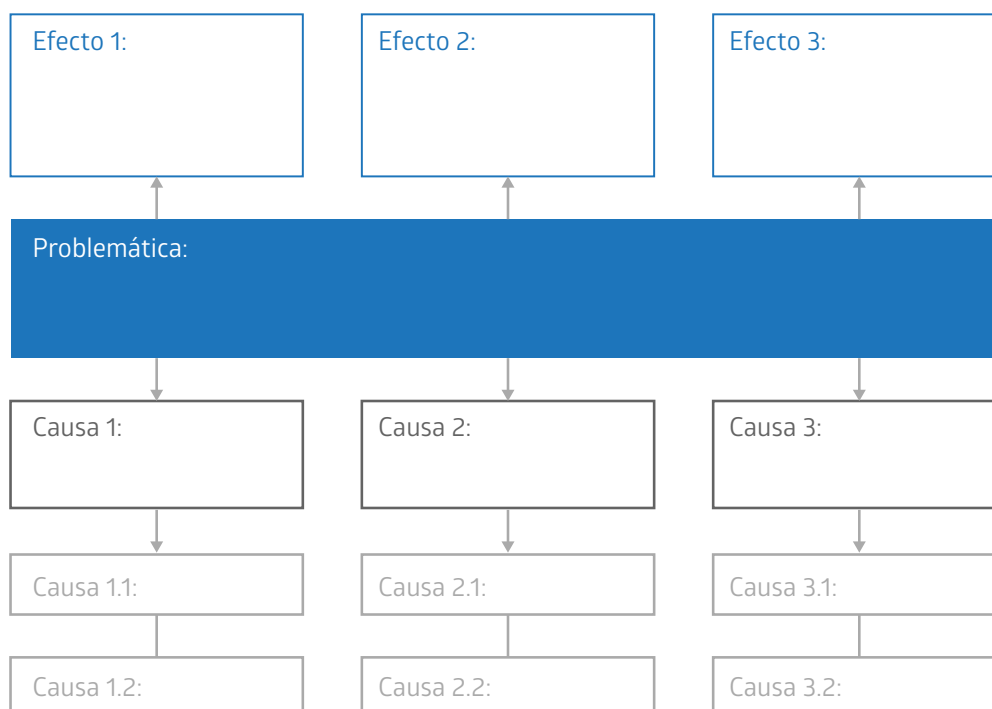 Efecto 1:
Efecto 2:
Efecto 3:
Problemática:
Causa 1:
Causa 2:
Causa 3:
Causa 1.1:
Causa 2.1:
Causa 3.1:
Causa 1.2:
Causa 2.2:
Causa 3.2: